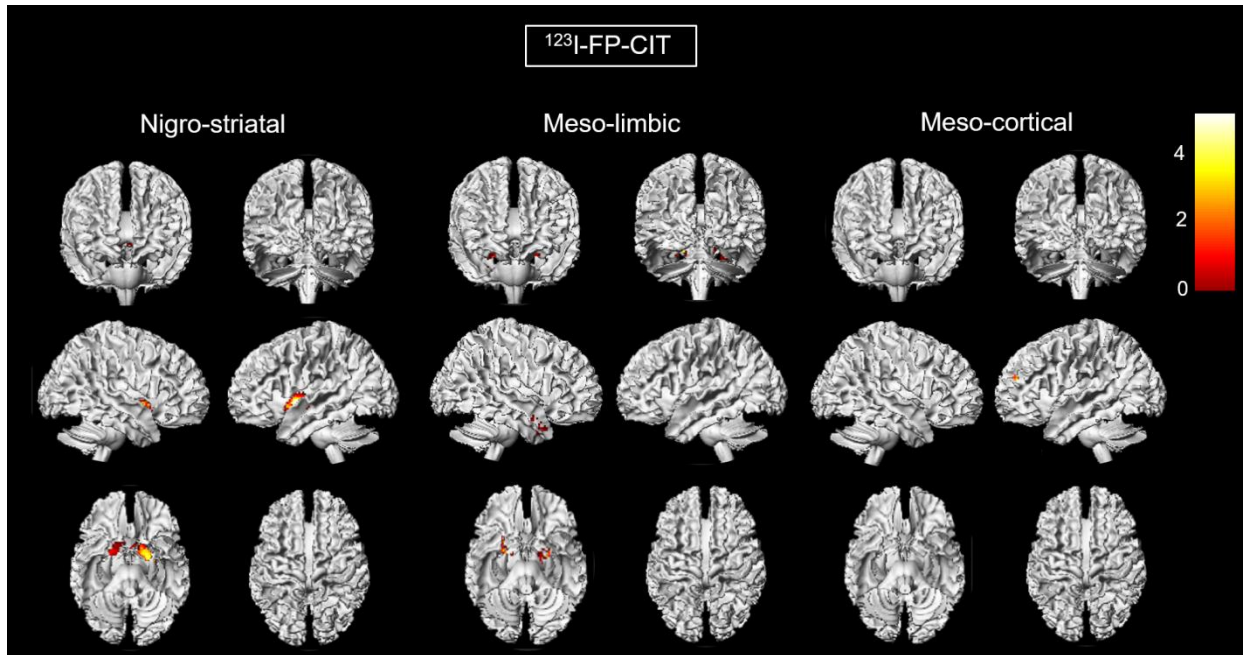 ¹²³I-FP-CIT
Nigro-striatal
Meso-limbic
Meso-cortical
4
2
0